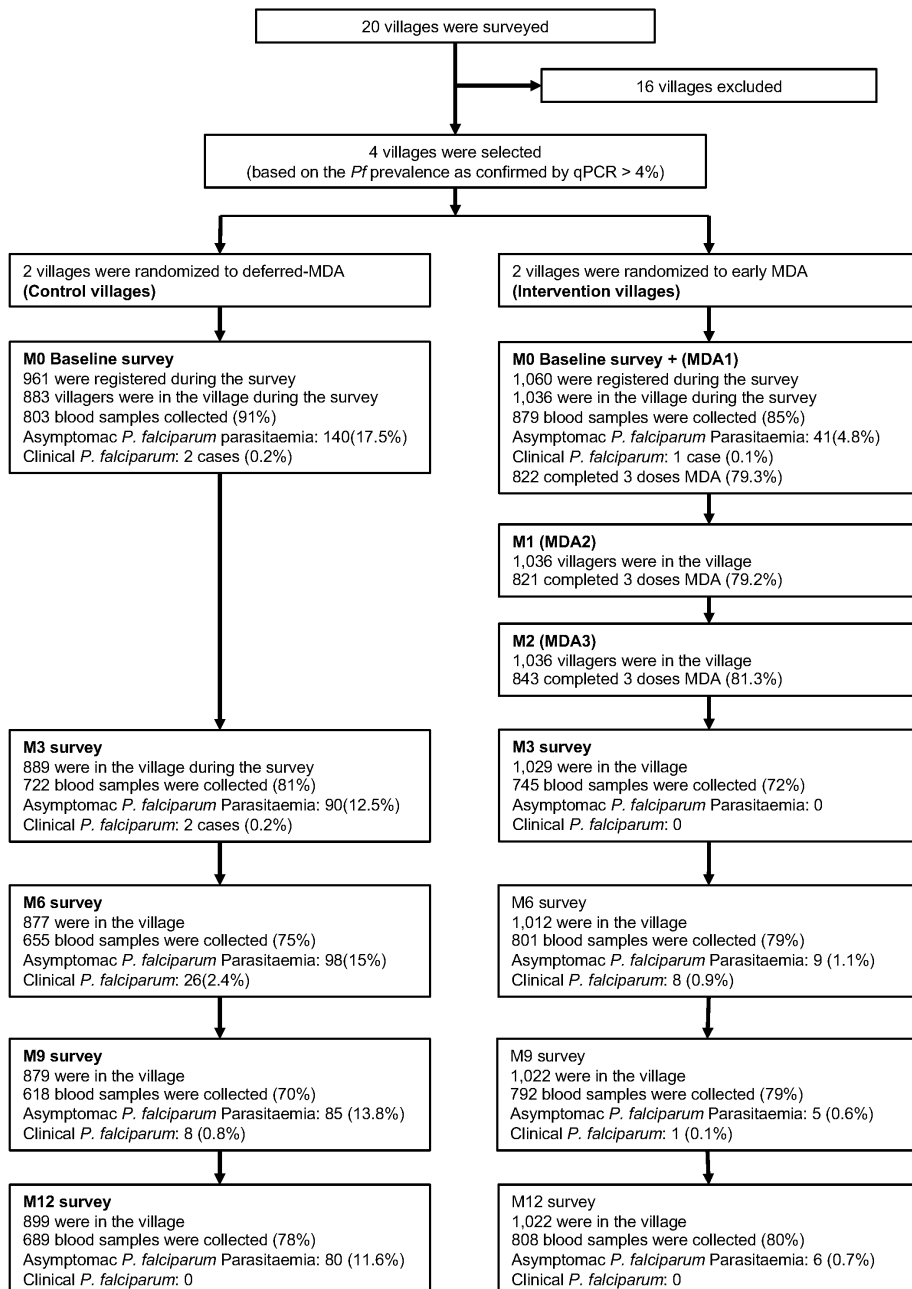 20 villages were surveyed
16 villages excluded
4 villages were selected
(based on the Pf prevalence as confirmed by qPCR > 4%)
2 villages were randomized to deferred-MDA
(Control villages)
2 villages were randomized to early MDA
(Intervention villages)
M0 Baseline survey
961 were registered during the survey
883 villagers were in the village during the survey
803 blood samples collected (91%)
Asymptomac P. falciparum parasitaemia: 140(17.5%)
Clinical P. falciparum: 2 cases (0.2%)
M0 Baseline survey + (MDA1)
1,060 were registered during the survey
1,036 were in the village during the survey
879 blood samples were collected (85%)
Asymptomac P. falciparum Parasitaemia: 41(4.8%)
Clinical P. falciparum: 1 case (0.1%)
822 completed 3 doses MDA (79.3%)
M1 (MDA2)
1,036 villagers were in the village
821 completed 3 doses MDA (79.2%)
M2 (MDA3)
1,036 villagers were in the village
843 completed 3 doses MDA (81.3%)
M3 survey
889 were in the village during the survey
722 blood samples were collected (81%)
Asymptomac P. falciparum Parasitaemia: 90(12.5%)
Clinical P. falciparum: 2 cases (0.2%)
M3 survey
1,029 were in the village
745 blood samples were collected (72%)
Asymptomac P. falciparum Parasitaemia: 0
Clinical P. falciparum: 0
M6 survey
877 were in the village
655 blood samples were collected (75%)
Asymptomac P. falciparum Parasitaemia: 98(15%)
Clinical P. falciparum: 26(2.4%)
M6 survey
1,012 were in the village
801 blood samples were collected (79%)
Asymptomac P. falciparum Parasitaemia: 9 (1.1%)
Clinical P. falciparum: 8 (0.9%)
M9 survey
879 were in the village
618 blood samples were collected (70%)
Asymptomac P. falciparum Parasitaemia: 85 (13.8%)
Clinical P. falciparum: 8 (0.8%)
M9 survey
1,022 were in the village
792 blood samples were collected (79%)
Asymptomac P. falciparum Parasitaemia: 5 (0.6%)
Clinical P. falciparum: 1 (0.1%)
M12 survey
899 were in the village
689 blood samples were collected (78%)
Asymptomac P. falciparum Parasitaemia: 80 (11.6%)
Clinical P. falciparum: 0
M12 survey
1,022 were in the village
808 blood samples were collected (80%)
Asymptomac P. falciparum Parasitaemia: 6 (0.7%)
Clinical P. falciparum: 0